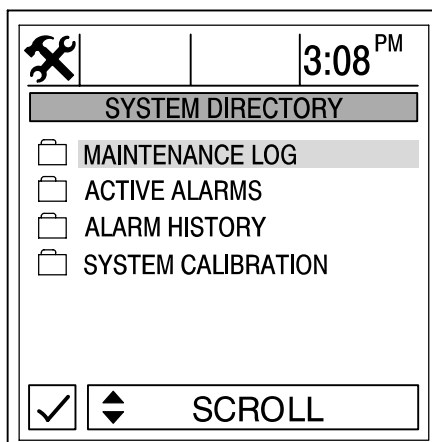 3:08 PM
SYSTEM DIRECTORY
MAINTENANCE LOG
ACTIVE ALARMS
ALARM HISTORY
SYSTEM CALIBRATION
SCROLL